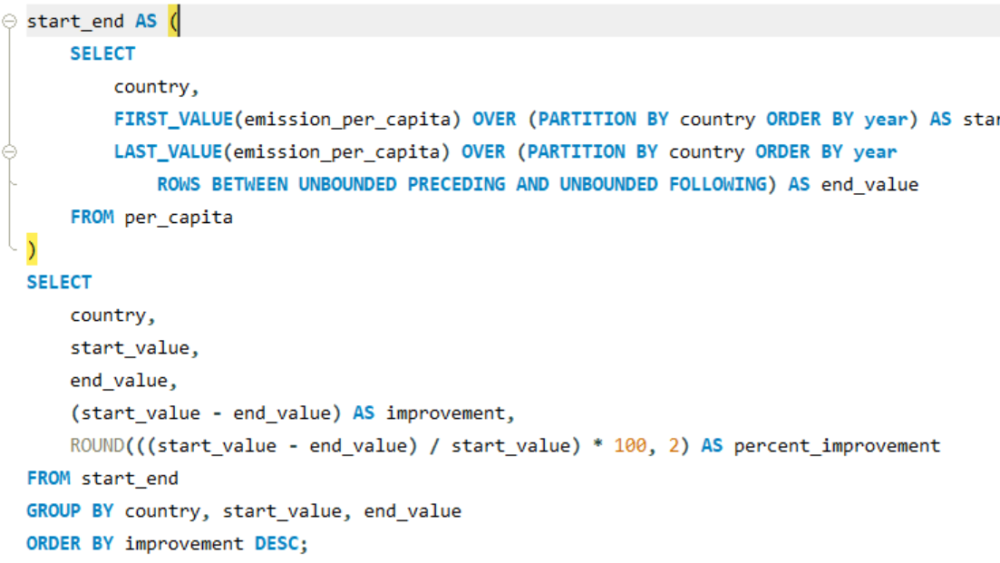 start_end AS (
SELECT
country,
FIRST_VALUE(emission_per_capita) OVER (PARTITION BY country ORDER BY year) AS
LAST_VALUE(emission_per_capita) OVER (PARTITION BY country ORDER BY year
ROWS BETWEEN UNBOUNDED PRECEDING AND UNBOUNDED FOLLOWING) AS end_value
FROM per_capita
)
SELECT
country,
start_value,
end_value,
(start_value - end_value) AS improvement,
ROUND(((start_value - end_value) / start_value) * 100, 2) AS percent_improvement
FROM start_end
GROUP BY country, start_value, end_value
ORDER BY improvement DESC;